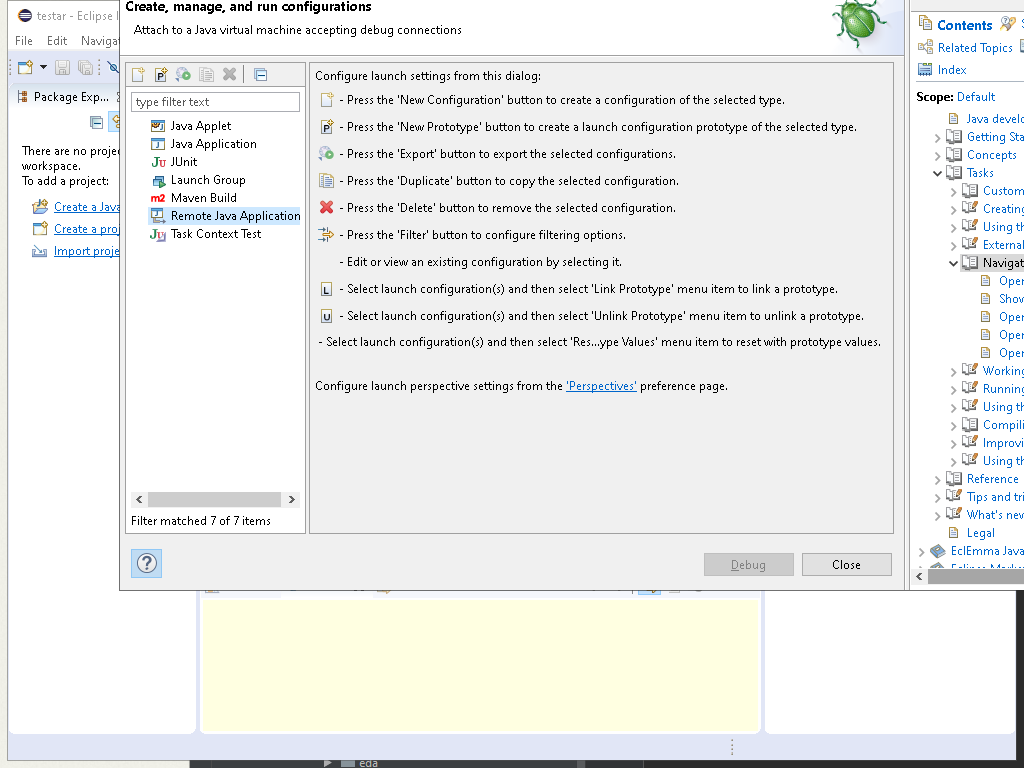 Create, manage, and run configurations
Attach to a Java virtual machine accepting debug connections
testar - Eclipse
File Edit Navigat
Package Exp...
There are no proje
workspace.
To add a project:
Create a Java
Create a proj
Import proje
type filter text
Java Applet
Java Application
JUnit
Launch Group
Maven Build
Remote Java Application
Task Context Test
Filter matched 7 of 7 items
Configure launch settings from this dialog:
- Press the 'New Configuration' button to create a configuration of the selected type.
- Press the 'New Prototype' button to create a launch configuration prototype of the selected type.
- Press the 'Export' button to export the selected configurations.
- Press the 'Duplicate' button to copy the selected configuration.
- Press the 'Delete' button to remove the selected configuration.
- Press the 'Filter' button to configure filtering options.
- Edit or view an existing configuration by selecting it.
- Select launch configuration(s) and then select 'Link Prototype' menu item to link a prototype.
- Select launch configuration(s) and then select 'Unlink Prototype' menu item to unlink a prototype.
- Select launch configuration(s) and then select 'Res...ype Values' menu item to reset with prototype values.
Configure launch perspective settings from the 'Perspectives' preference page.
Debug
Close
Contents
Related Topics
Index
Scope: Default
Java develo
Getting Sta
Concepts
Tasks
Custom
Creating
Using th
External
Navigat
Open
Show
Open
Open
Open
Working
Running
Using th
Compili
Improvi
Using th
Reference
Tips and tri
What's new
Legal
EclEmma Java
Eclipse Marke
eda